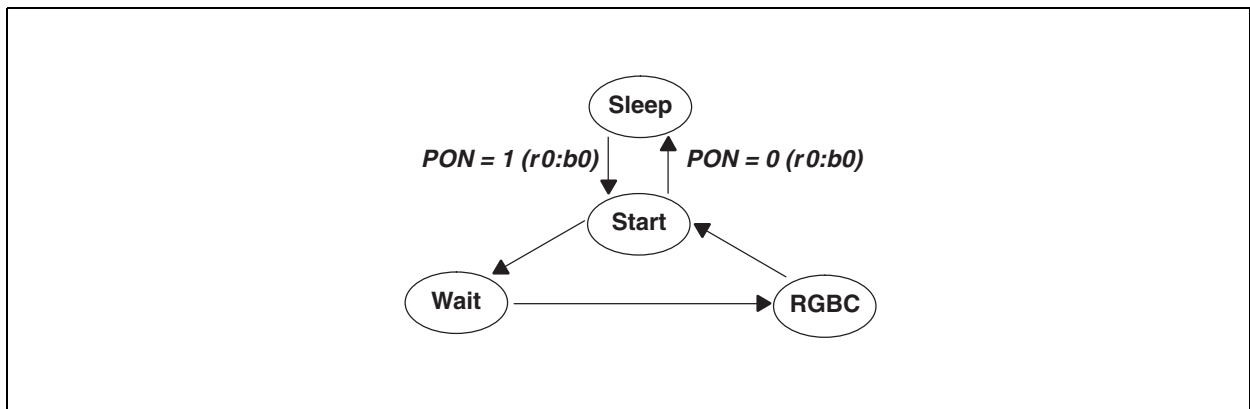 Sleep
PON = 1 (r0:b0)
PON = 0 (r0:b0)
Start
Wait
RGBC